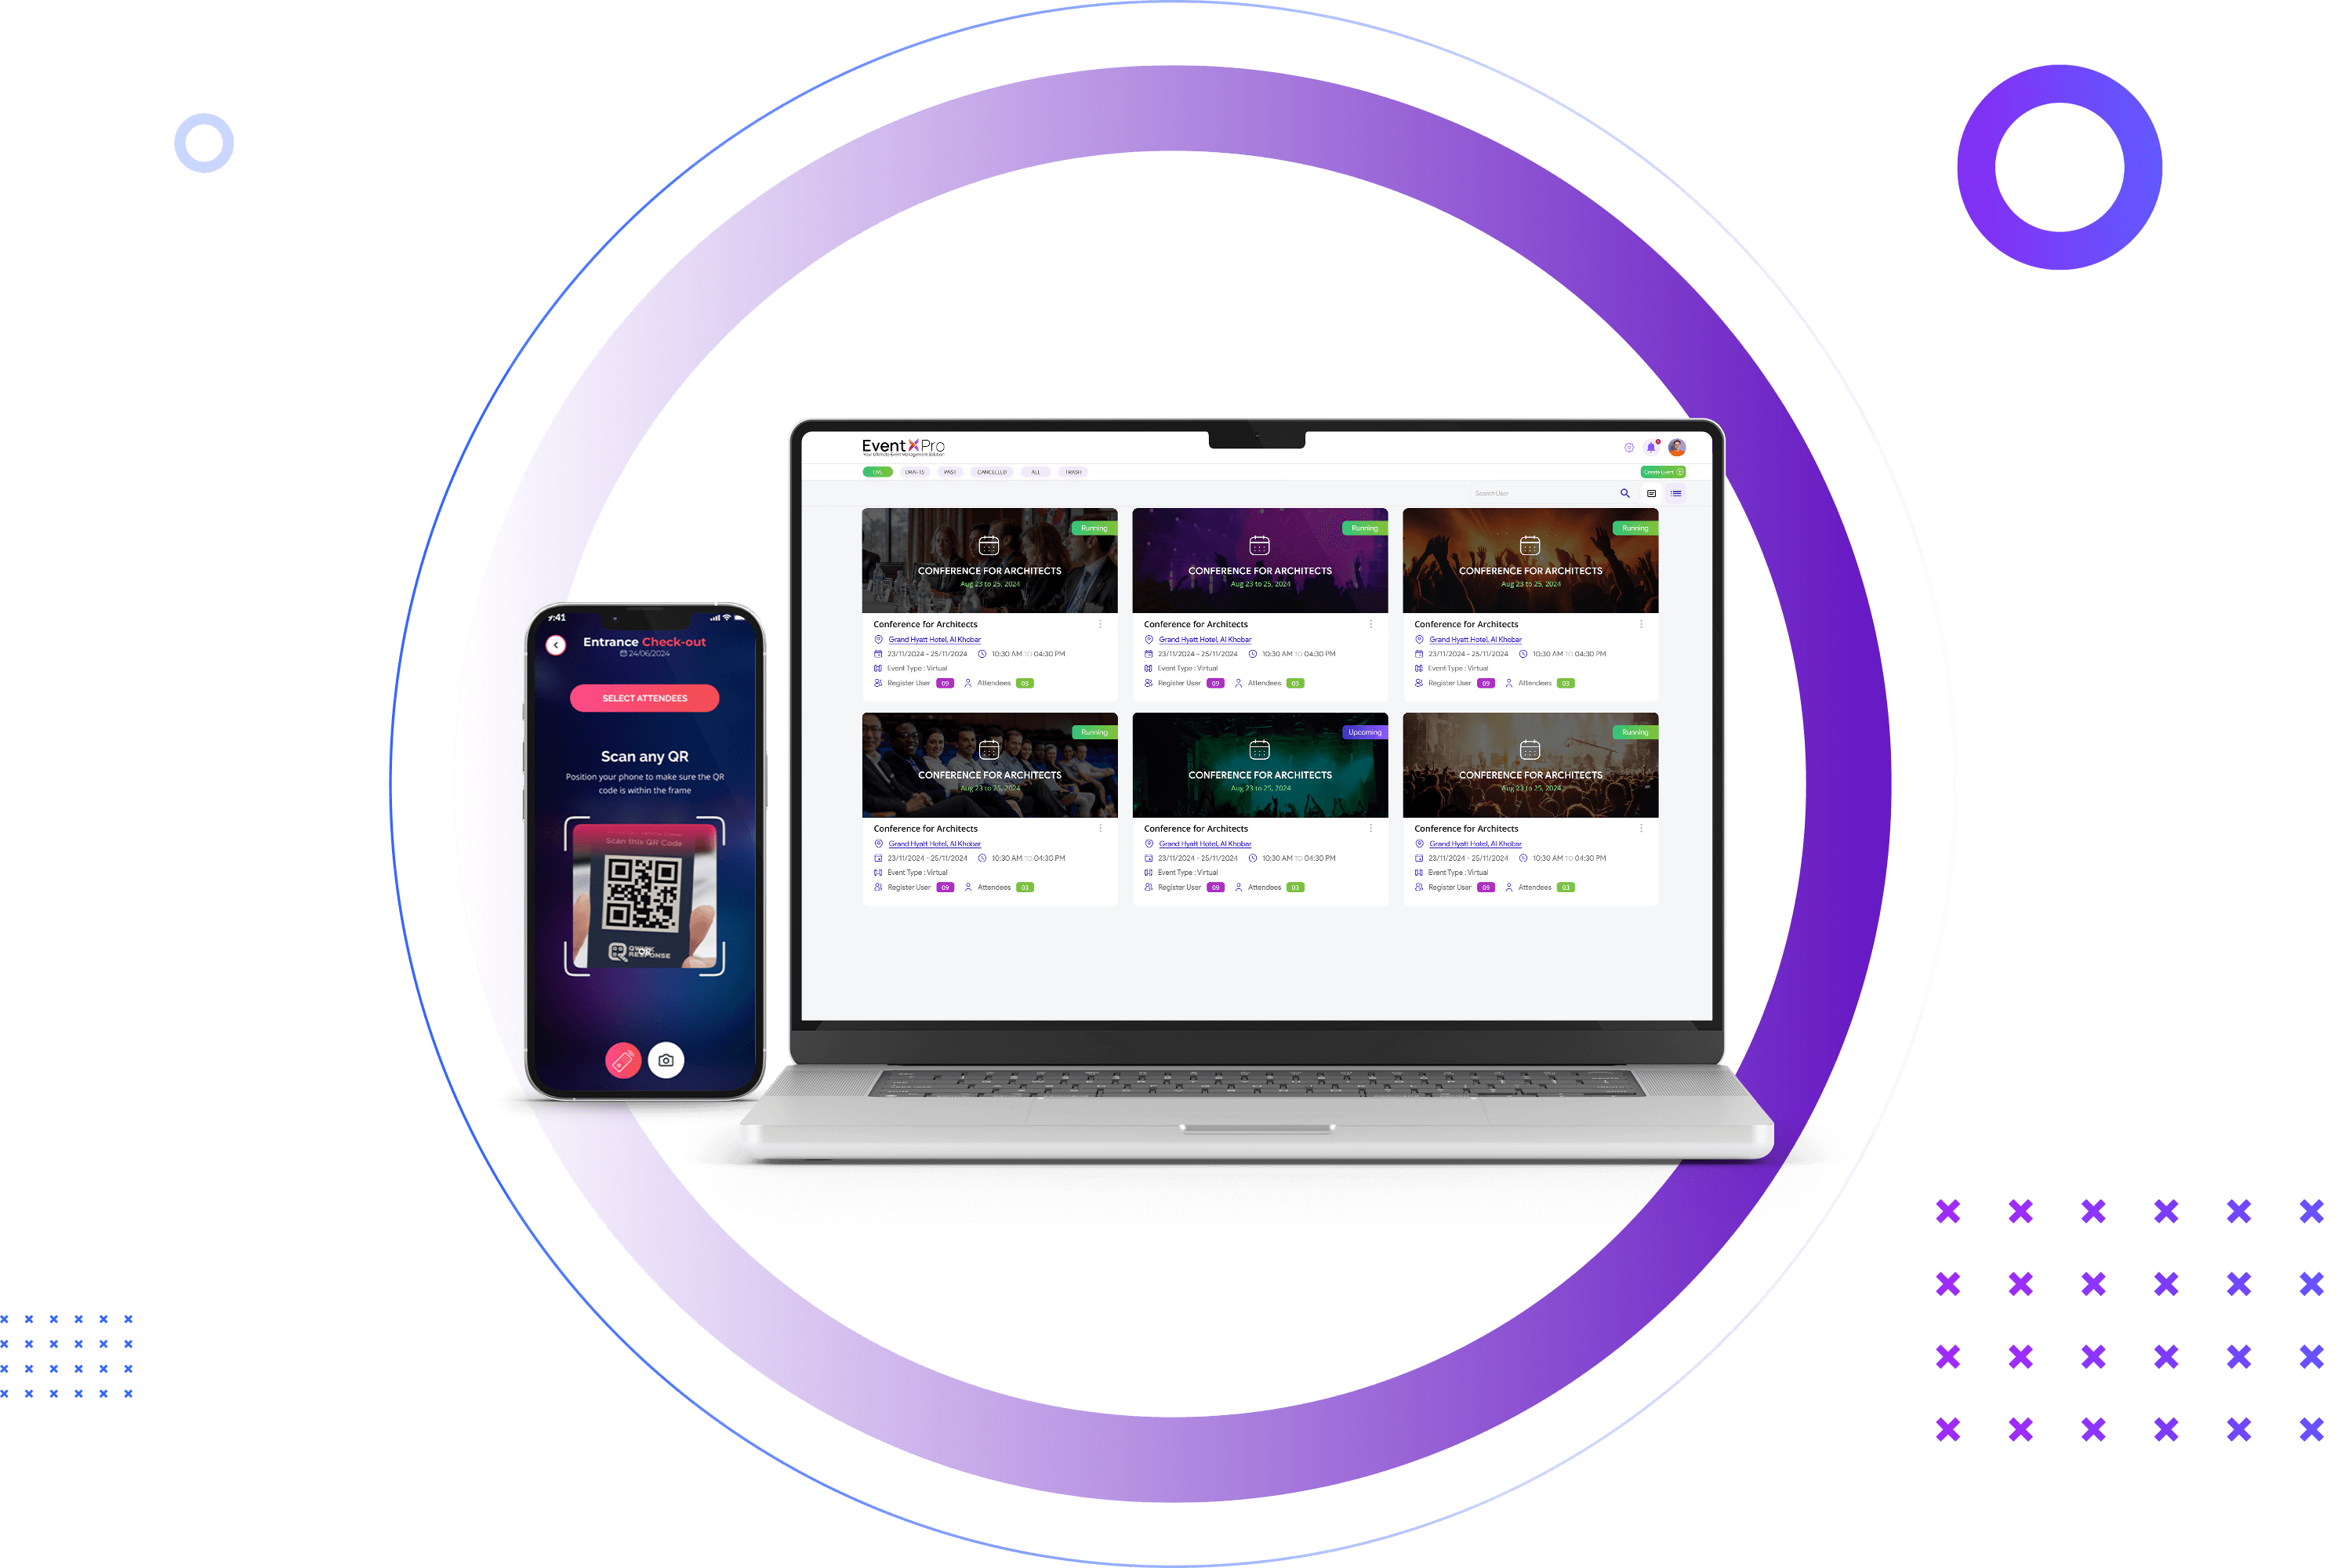 EventXPro
Your Ultimate Event Management Solution
LIVE DRAFTS PAST CANCELLED ALL TRASH
Create Event
Search User
Running
CONFERENCE FOR ARCHITECTS
Aug 23 to 25, 2024
Conference for Architects
Grand Hyatt Hotel, Al Khobar
23/11/2024 - 25/11/2024 10:30 AM TO 04:30 PM
Event Type : Virtual
Register User 09 Attendees 03
Running
CONFERENCE FOR ARCHITECTS
Aug 23 to 25, 2024
Conference for Architects
Grand Hyatt Hotel, Al Khobar
23/11/2024 - 25/11/2024 10:30 AM TO 04:30 PM
Event Type : Virtual
Register User 09 Attendees 03
Running
CONFERENCE FOR ARCHITECTS
Aug 23 to 25, 2024
Conference for Architects
Grand Hyatt Hotel, Al Khobar
23/11/2024 - 25/11/2024 10:30 AM TO 04:30 PM
Event Type : Virtual
Register User 09 Attendees 03
Running
CONFERENCE FOR ARCHITECTS
Aug 23 to 25, 2024
Conference for Architects
Grand Hyatt Hotel, Al Khobar
23/11/2024 - 25/11/2024 10:30 AM TO 04:30 PM
Event Type : Virtual
Register User 09 Attendees 03
Upcoming
CONFERENCE FOR ARCHITECTS
Aug 23 to 25, 2024
Conference for Architects
Grand Hyatt Hotel, Al Khobar
23/11/2024 - 25/11/2024 10:30 AM TO 04:30 PM
Event Type : Virtual
Register User 09 Attendees 03
Running
CONFERENCE FOR ARCHITECTS
Aug 23 to 25, 2024
Conference for Architects
Grand Hyatt Hotel, Al Khobar
23/11/2024 - 25/11/2024 10:30 AM TO 04:30 PM
Event Type : Virtual
Register User 09 Attendees 03
9:41
Entrance Check-out
24/06/2024
SELECT ATTENDEES
Scan any QR
Position your phone to make sure the QR
code is within the frame
Scan this QR Code
QWICK
RESPONSE